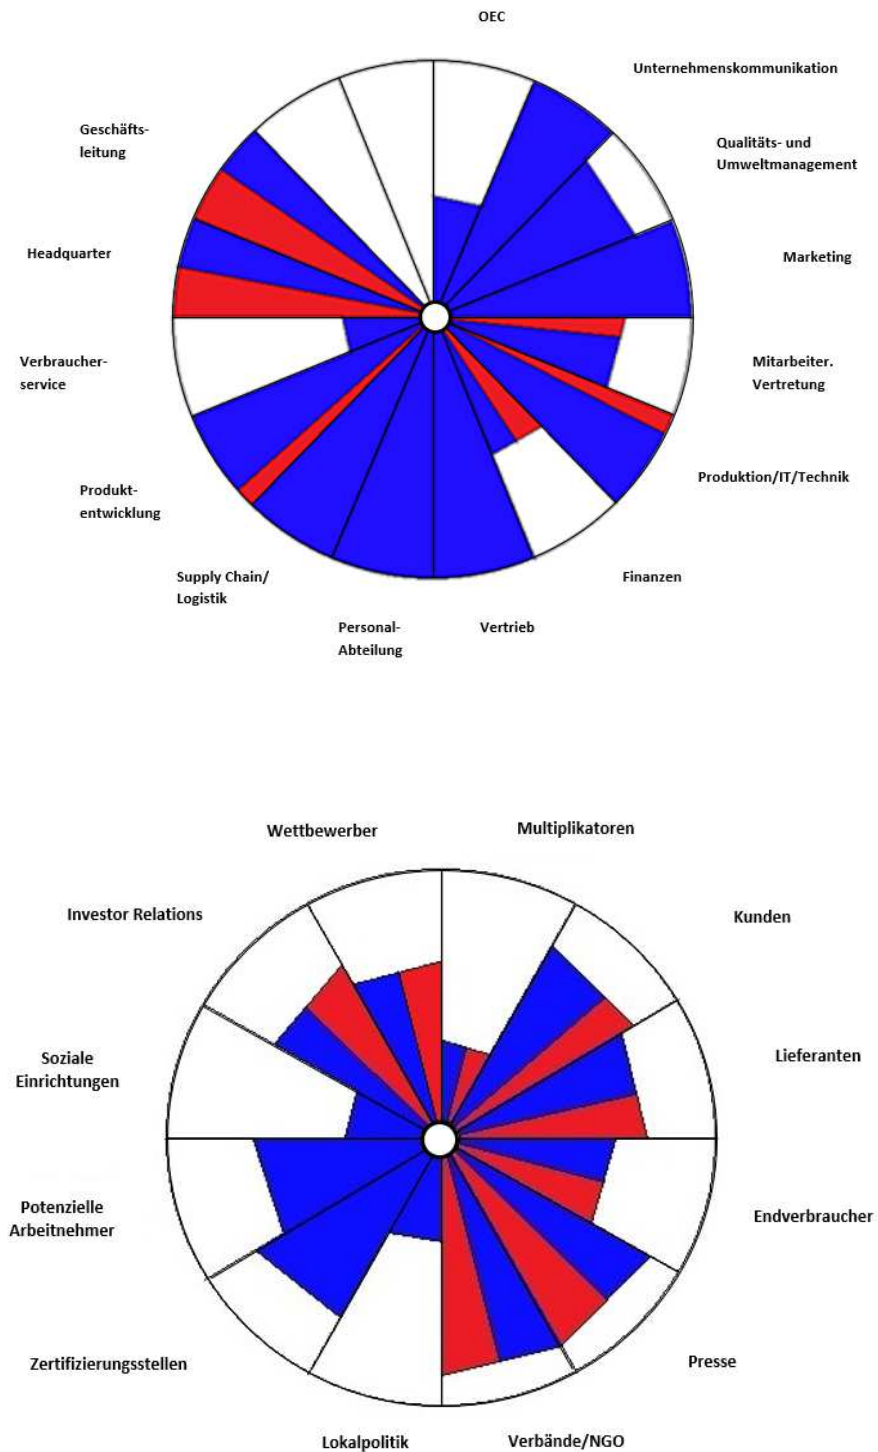 OEC
Unternehmenskommunikation
Qualitäts- und
Umweltmanagement
Marketing
Mitarbeiter.
Vertretung
Produktion/IT/Technik
Finanzen
Vertrieb
Personal-
Abteilung
Supply Chain/
Logistik
Produkt-
entwicklung
Verbraucher-
service
Headquarter
Geschäfts-
leitung
Multiplikatoren
Kunden
Lieferanten
Endverbraucher
Presse
Verbände/NGO
Lokalpolitik
Zertifizierungsstellen
Potenzielle
Arbeitnehmer
Soziale
Einrichtungen
Investor Relations
Wettbewerber